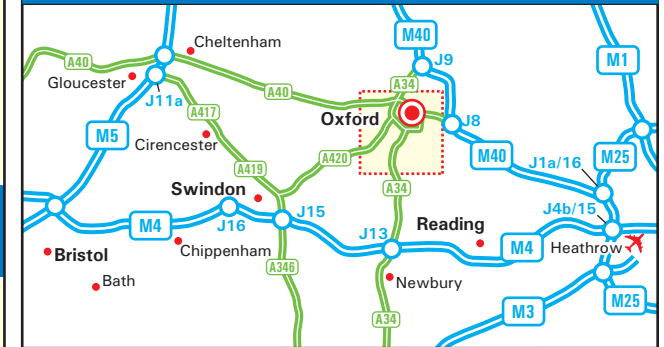 M40
M1
Cheltenham
J9
A40
Gloucester
A34
J11a
A40
A417
Oxford
J8
M5
Cirencester
M40
J1a/16
M25
A419
A420
Swindon
A34
J4b/15
J15
Reading
M4
J16
J13
M4
Heathrow
Bristol
Chippenham
A346
Bath
Newbury
M25
M3
A34